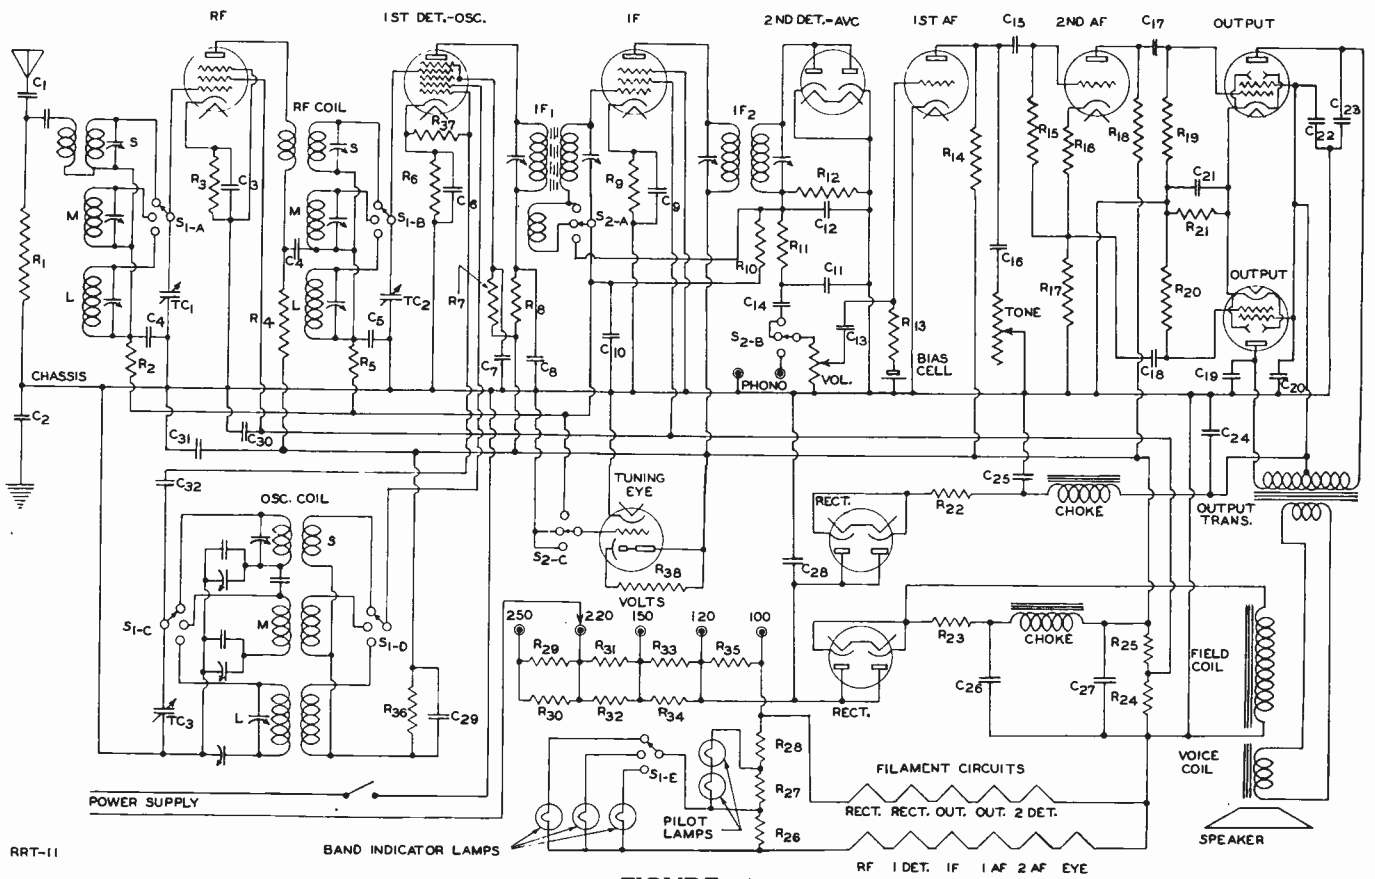 RF
1ST DET.-OSC.
IF
2ND DET.-AVC
1ST AF
C15
2ND AF
C17
OUTPUT
C1
S
RF COIL
S
R37
IF1
IF2
C22
C23
R3
C3
R6
C6
R9
C9
R12
R14
R15
R16
R18
R19
C21
M
S1-A
M
S1-B
S2-A
C12
R21
R1
C4
R10
R11
C16
OUTPUT
L
TC1
L
TC2
R7
R8
C11
C14
R17
R20
C4
R4
C5
C10
S2-B
C13
R13
TONE
R2
R5
C7
C8
PHONO
VOL.
BIAS
CELL
C18
C19
C20
CHASSIS
C2
C31
C30
C24
C32
TUNING
EYE
RECT.
C25
OSC. COIL
R22
CHOKE
OUTPUT
TRANS.
S
S2-C
R38
C28
VOLTS
S1-C
M
S1-D
250
220
150
120
100
R29
R31
R33
R35
R23
CHOKE
R25
FIELD
COIL
C26
C27
R24
TC3
L
R36
C29
R30
R32
R34
RECT.
R28
VOICE
COIL
S1-E
R27
FILAMENT CIRCUITS
POWER SUPPLY
PILOT
LAMPS
RECT. RECT. OUT. OUT. 2 DET.
R26
SPEAKER
RRT-11
BAND INDICATOR LAMPS
RF 1 DET. IF 1 AF 2 AF EYE